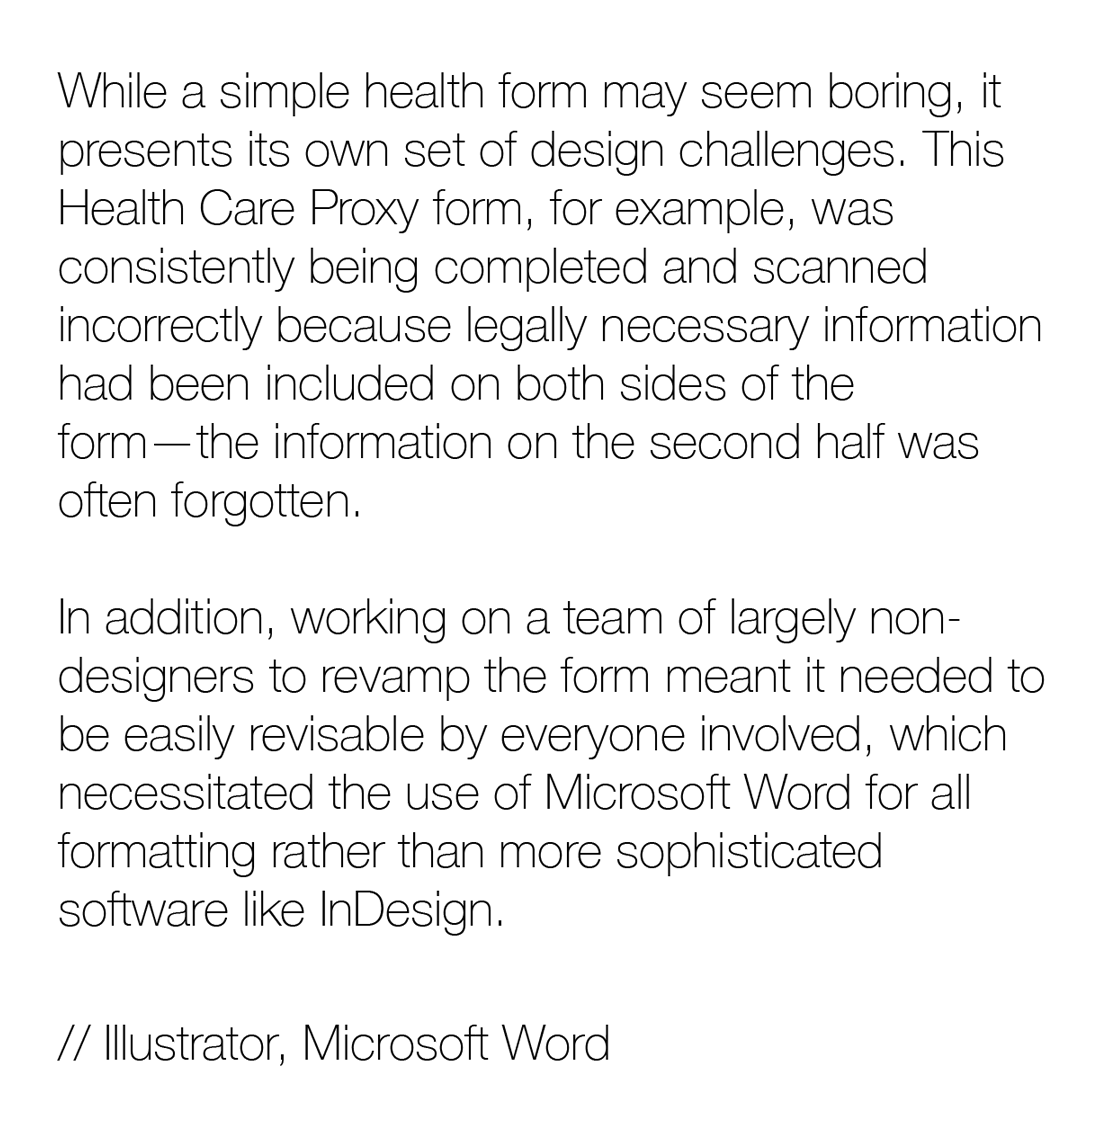 While a simple health form may seem boring, it
presents its own set of design challenges. This
Health Care Proxy form, for example, was
consistently being completed and scanned
incorrectly because legally necessary information
had been included on both sides of the
form—the information on the second half was
often forgotten.
In addition, working on a team of largely non-
designers to revamp the form meant it needed to
be easily revisable by everyone involved, which
necessitated the use of Microsoft Word for all
formatting rather than more sophisticated
software like InDesign.
// Illustrator, Microsoft Word